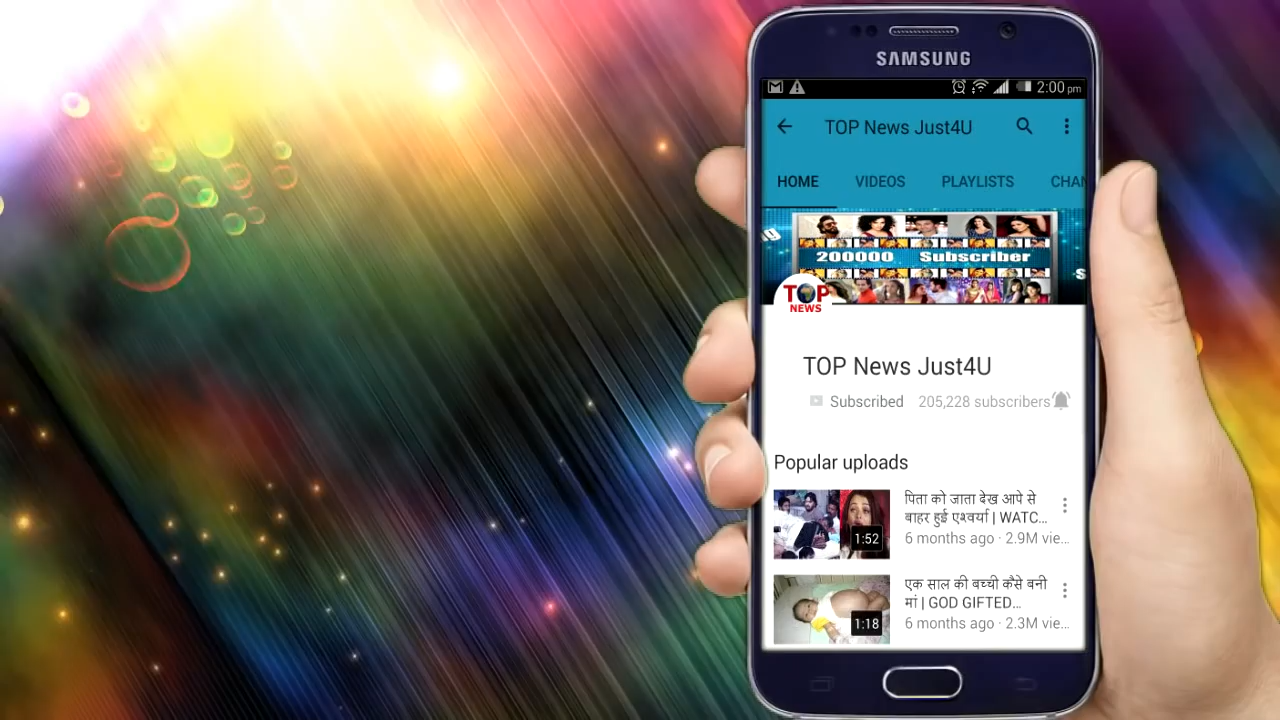 SAMSUNG
2:00 pm
TOP News Just4U
HOME VIDEOS PLAYLISTS CHAN
200000 Subscriber
TOP
NEWS
TOP News Just4U
Subscribed 205,228 subscribers
Popular uploads
पिता को जाता देख आपे से
बाहर हुई एश्वर्या | WATC...
1:52
6 months ago · 2.9M vie...
एक साल की बच्ची कैसे बनी
मां | GOD GIFTED...
1:18
6 months ago · 2.3M vie...